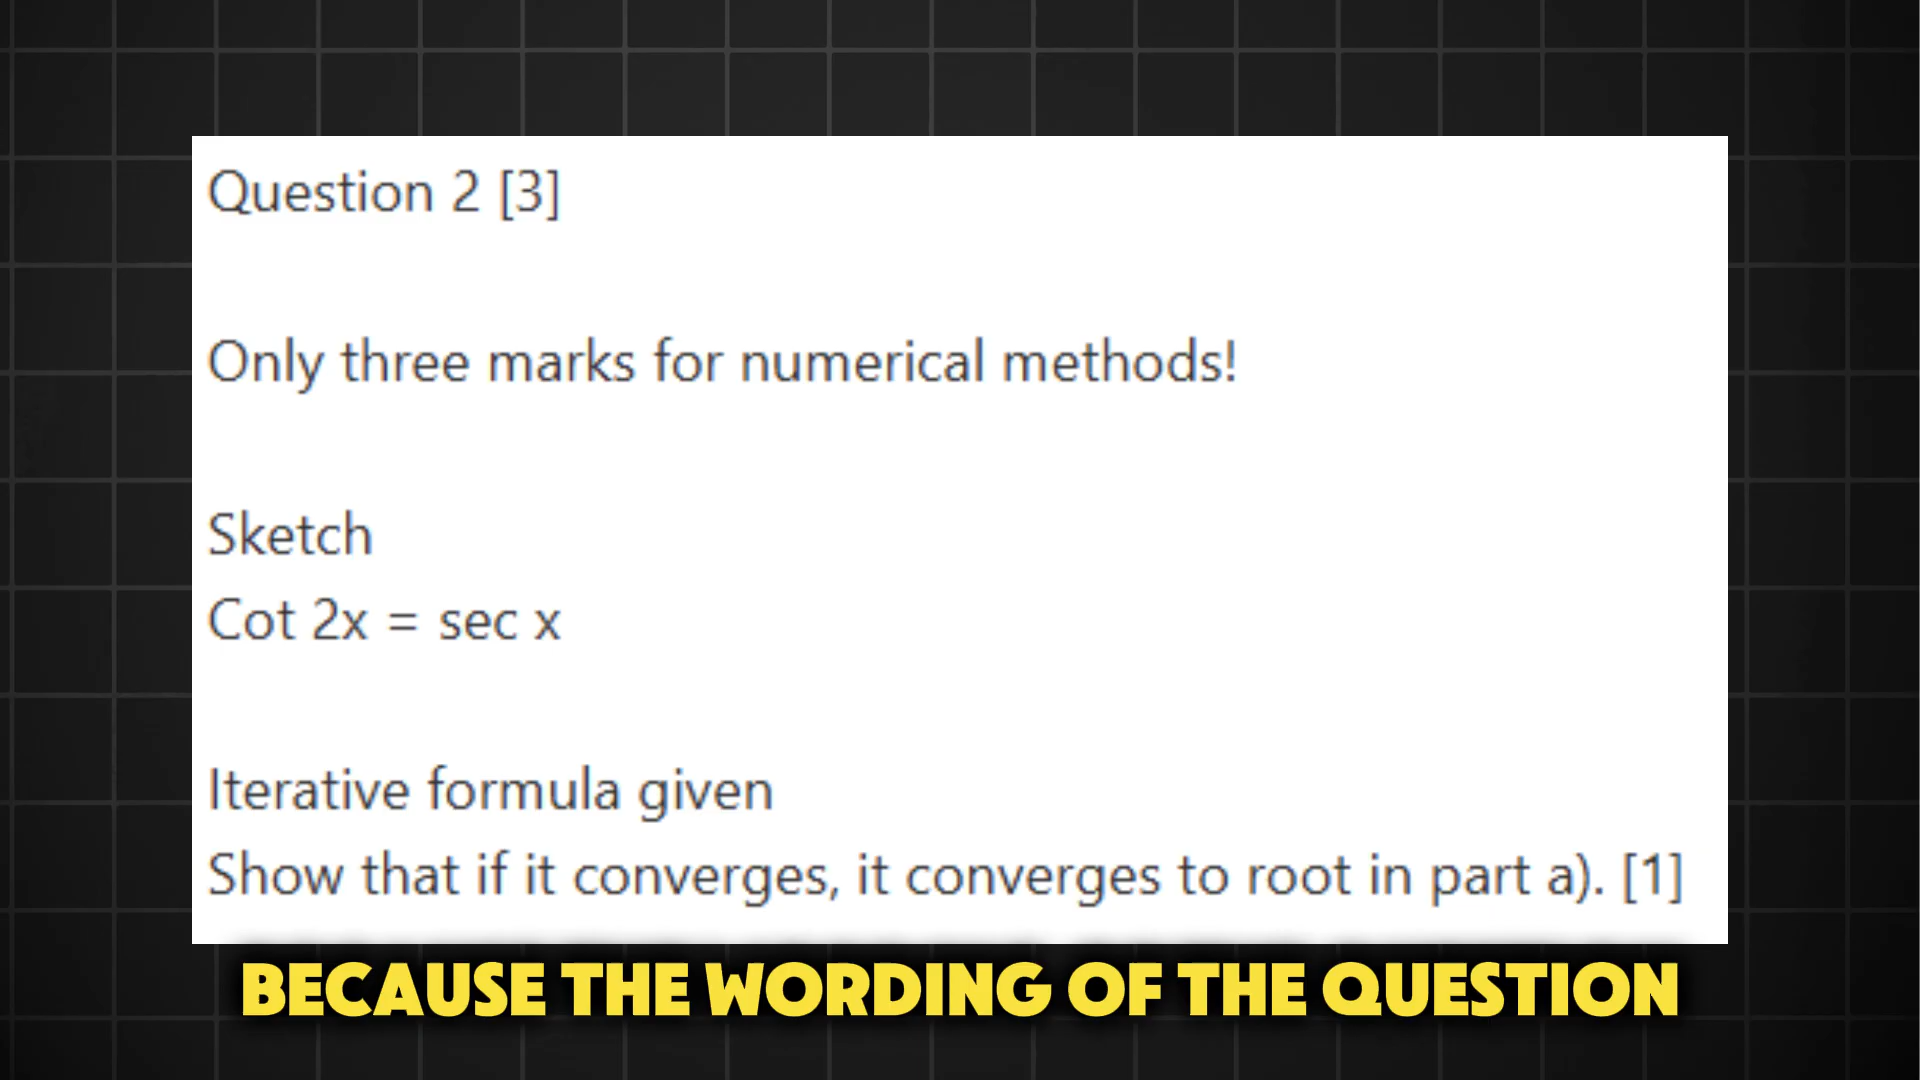 Question 2 [3]
Only three marks for numerical methods!
Sketch
Cot 2x = sec x
Iterative formula given
Show that if it converges, it converges to root in part a). [1]
BECAUSE THE WORDING OF THE QUESTION